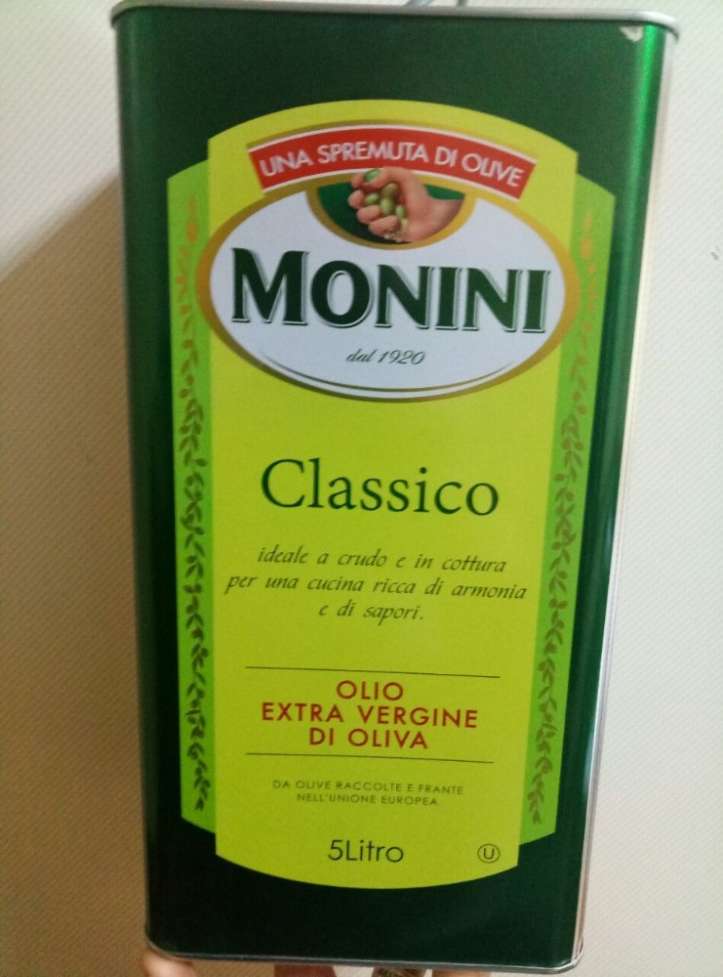 UNA SPREMUTA DI OLIVE
MONINI
dal 1920
Classico
ideale a crudo e in cottura
per una cucina ricca di armonia
e di sapori.
OLIO
EXTRA VERGINE
DI OLIVA
DA OLIVE RACCOLTE E FRANTE
NELL'UNIONE EUROPEA
5Litro
U